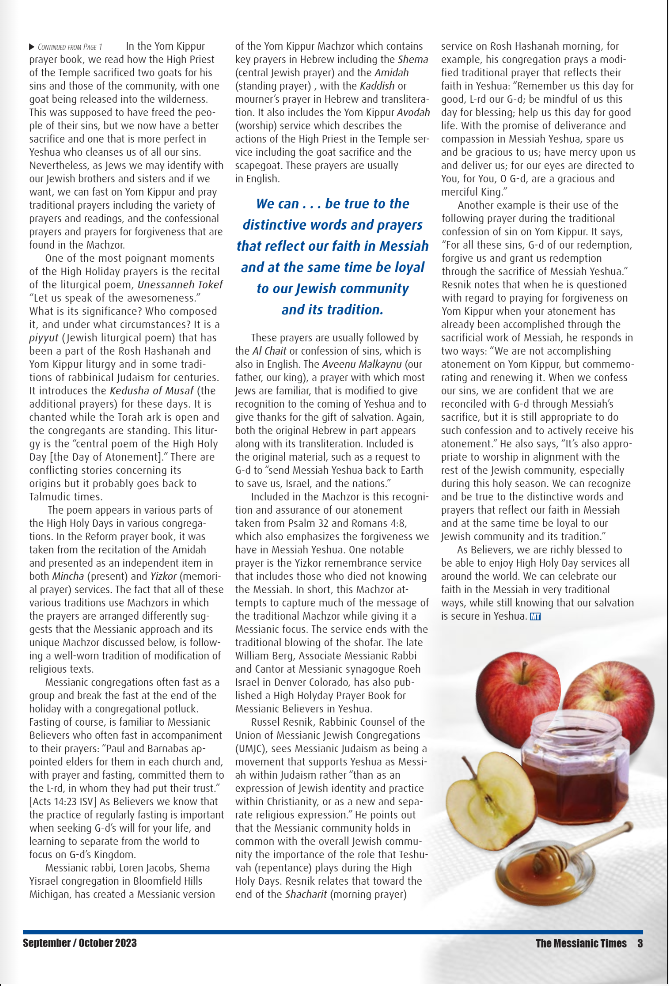 ▶ CONTINUED FROM PAGE 1 In the Yom Kippur
prayer book, we read how the High Priest
of the Temple sacrificed two goats for his
sins and those of the community, with one
goat being released into the wilderness.
This was supposed to have freed the peo-
ple of their sins, but we now have a better
sacrifice and one that is more perfect in
Yeshua who cleanses us of all our sins.
Nevertheless, as Jews we may identify with
our Jewish brothers and sisters and if we
want, we can fast on Yom Kippur and pray
traditional prayers including the variety of
prayers and readings, and the confessional
prayers and prayers for forgiveness that are
found in the Machzor.
One of the most poignant moments
of the High Holiday prayers is the recital
of the liturgical poem, Unessanneh Tokef
“Let us speak of the awesomeness.”
What is its significance? Who composed
it, and under what circumstances? It is a
piyyut (Jewish liturgical poem) that has
been a part of the Rosh Hashanah and
Yom Kippur liturgy and in some tradi-
tions of rabbinical Judaism for centuries.
It introduces the Kedusha of Musaf (the
additional prayers) for these days. It is
chanted while the Torah ark is open and
the congregants are standing. This litur-
gy is the “central poem of the High Holy
Day [the Day of Atonement].” There are
conflicting stories concerning its
origins but it probably goes back to
Talmudic times.
The poem appears in various parts of
the High Holy Days in various congrega-
tions. In the Reform prayer book, it was
taken from the recitation of the Amidah
and presented as an independent item in
both Mincha (present) and Yizkor (memori-
al prayer) services. The fact that all of these
various traditions use Machzors in which
the prayers are arranged differently sug-
gests that the Messianic approach and its
unique Machzor discussed below, is follow-
ing a well-worn tradition of modification of
religious texts.
Messianic congregations often fast as a
group and break the fast at the end of the
holiday with a congregational potluck.
Fasting of course, is familiar to Messianic
Believers who often fast in accompaniment
to their prayers: “Paul and Barnabas ap-
pointed elders for them in each church and,
with prayer and fasting, committed them to
the L-rd, in whom they had put their trust.”
[Acts 14:23 ISV] As Believers we know that
the practice of regularly fasting is important
when seeking G-d’s will for your life, and
learning to separate from the world to
focus on G-d’s Kingdom.
Messianic rabbi, Loren Jacobs, Shema
Yisrael congregation in Bloomfield Hills
Michigan, has created a Messianic version
of the Yom Kippur Machzor which contains
key prayers in Hebrew including the Shema
(central Jewish prayer) and the Amidah
(standing prayer) , with the Kaddish or
mourner’s prayer in Hebrew and translitera-
tion. It also includes the Yom Kippur Avodah
(worship) service which describes the
actions of the High Priest in the Temple ser-
vice including the goat sacrifice and the
scapegoat. These prayers are usually
in English.
We can . . . be true to the
distinctive words and prayers
that reflect our faith in Messiah
and at the same time be loyal
to our Jewish community
and its tradition.
These prayers are usually followed by
the Al Chait or confession of sins, which is
also in English. The Aveenu Malkaynu (our
father, our king), a prayer with which most
Jews are familiar, that is modified to give
recognition to the coming of Yeshua and to
give thanks for the gift of salvation. Again,
both the original Hebrew in part appears
along with its transliteration. Included is
the original material, such as a request to
G-d to “send Messiah Yeshua back to Earth
to save us, Israel, and the nations.”
Included in the Machzor is this recogni-
tion and assurance of our atonement
taken from Psalm 32 and Romans 4:8,
which also emphasizes the forgiveness we
have in Messiah Yeshua. One notable
prayer is the Yizkor remembrance service
that includes those who died not knowing
the Messiah. In short, this Machzor at-
tempts to capture much of the message of
the traditional Machzor while giving it a
Messianic focus. The service ends with the
traditional blowing of the shofar. The late
William Berg, Associate Messianic Rabbi
and Cantor at Messianic synagogue Roeh
Israel in Denver Colorado, has also pub-
lished a High Holyday Prayer Book for
Messianic Believers in Yeshua.
Russel Resnik, Rabbinic Counsel of the
Union of Messianic Jewish Congregations
(UMJC), sees Messianic Judaism as being a
movement that supports Yeshua as Messi-
ah within Judaism rather “than as an
expression of Jewish identity and practice
within Christianity, or as a new and sepa-
rate religious expression.” He points out
that the Messianic community holds in
common with the overall Jewish commu-
nity the importance of the role that Teshu-
vah (repentance) plays during the High
Holy Days. Resnik relates that toward the
end of the Shacharit (morning prayer)
service on Rosh Hashanah morning, for
example, his congregation prays a modi-
fied traditional prayer that reflects their
faith in Yeshua: “Remember us this day for
good, L-rd our G-d; be mindful of us this
day for blessing; help us this day for good
life. With the promise of deliverance and
compassion in Messiah Yeshua, spare us
and be gracious to us; have mercy upon us
and deliver us; for our eyes are directed to
You, for You, O G-d, are a gracious and
merciful King.”
Another example is their use of the
following prayer during the traditional
confession of sin on Yom Kippur. It says,
“For all these sins, G-d of our redemption,
forgive us and grant us redemption
through the sacrifice of Messiah Yeshua.”
Resnik notes that when he is questioned
with regard to praying for forgiveness on
Yom Kippur when your atonement has
already been accomplished through the
sacrificial work of Messiah, he responds in
two ways: “We are not accomplishing
atonement on Yom Kippur, but commemo-
rating and renewing it. When we confess
our sins, we are confident that we are
reconciled with G-d through Messiah’s
sacrifice, but it is still appropriate to do
such confession and to actively receive his
atonement.” He also says, “It’s also appro-
priate to worship in alignment with the
rest of the Jewish community, especially
during this holy season. We can recognize
and be true to the distinctive words and
prayers that reflect our faith in Messiah
and at the same time be loyal to our
Jewish community and its tradition.”
As Believers, we are richly blessed to
be able to enjoy High Holy Day services all
around the world. We can celebrate our
faith in the Messiah in very traditional
ways, while still knowing that our salvation
is secure in Yeshua. MT
September / October 2023
The Messianic Times 3